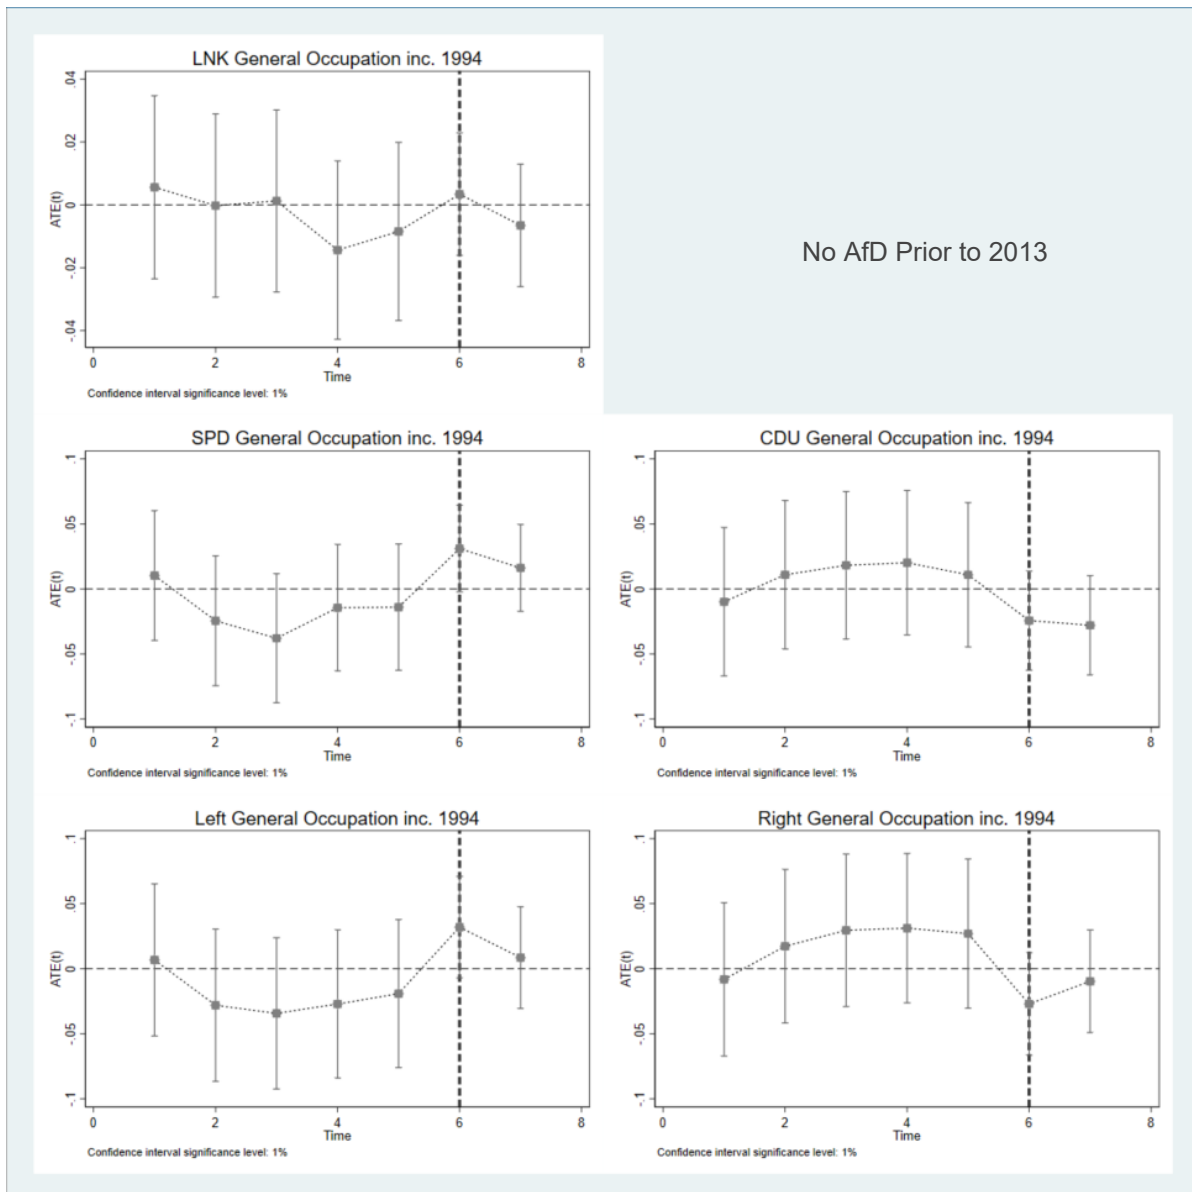 LNK General Occupation inc. 1994
ATE(t)
.04
.02
0
-.02
-.04
0 2 4 6 8
Time
Confidence interval significance level: 1%
No AfD Prior to 2013
SPD General Occupation inc. 1994
ATE(t)
.1
.05
0
-.05
-.1
0 2 4 6 8
Time
Confidence interval significance level: 1%
CDU General Occupation inc. 1994
ATE(t)
.1
.05
0
-.05
-.1
0 2 4 6 8
Time
Confidence interval significance level: 1%
Left General Occupation inc. 1994
ATE(t)
.1
.05
0
-.05
-.1
0 2 4 6 8
Time
Confidence interval significance level: 1%
Right General Occupation inc. 1994
ATE(t)
.1
.05
0
-.05
-.1
0 2 4 6 8
Time
Confidence interval significance level: 1%